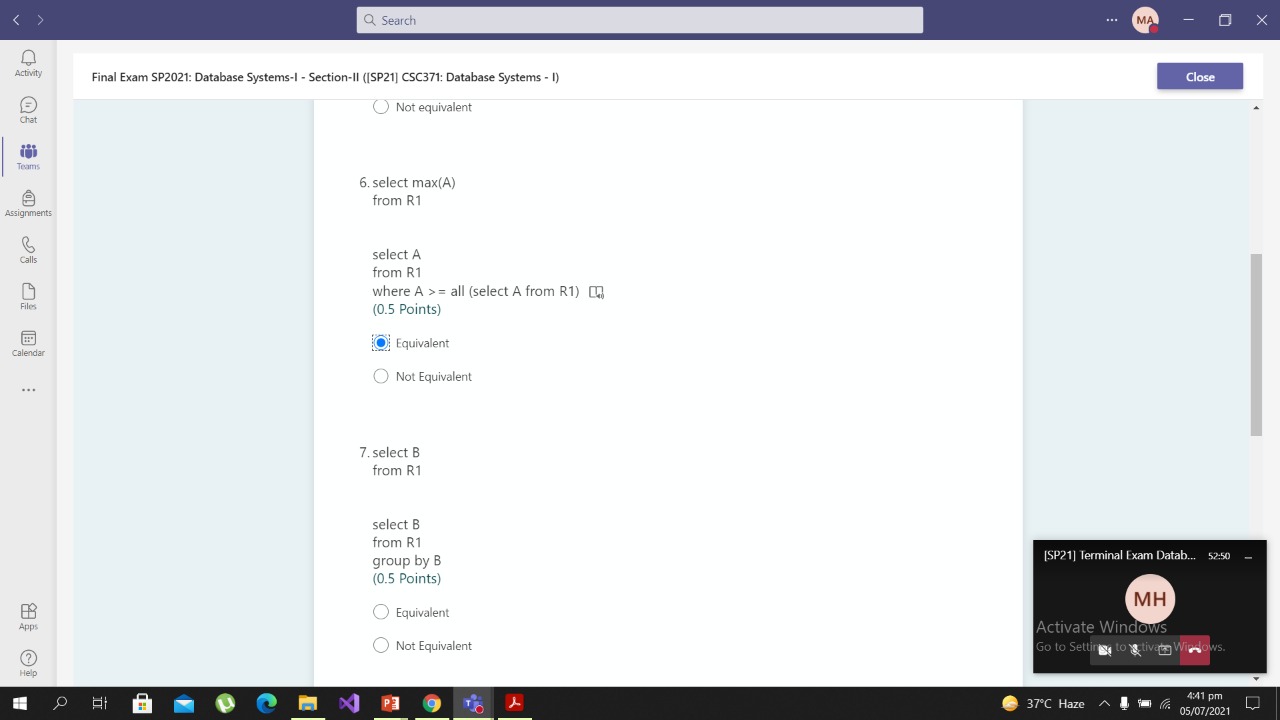 Search
MA
Activity
Chat
Teams
Assignments
Calls
Files
Calendar
Apps
Help
Final Exam SP2021: Database Systems-I - Section-II ([SP21] CSC371: Database Systems - I)
Close
Not equivalent
6. select max(A)
from R1
select A
from R1
where A >= all (select A from R1)
(0.5 Points)
Equivalent
Not Equivalent
7. select B
from R1
select B
from R1
group by B
(0.5 Points)
Equivalent
Not Equivalent
[SP21] Terminal Exam Datab... 52:50
MH
Activate Windows
Go to Settings to activate Windows.
37°C Haze
4:41 pm
05/07/2021